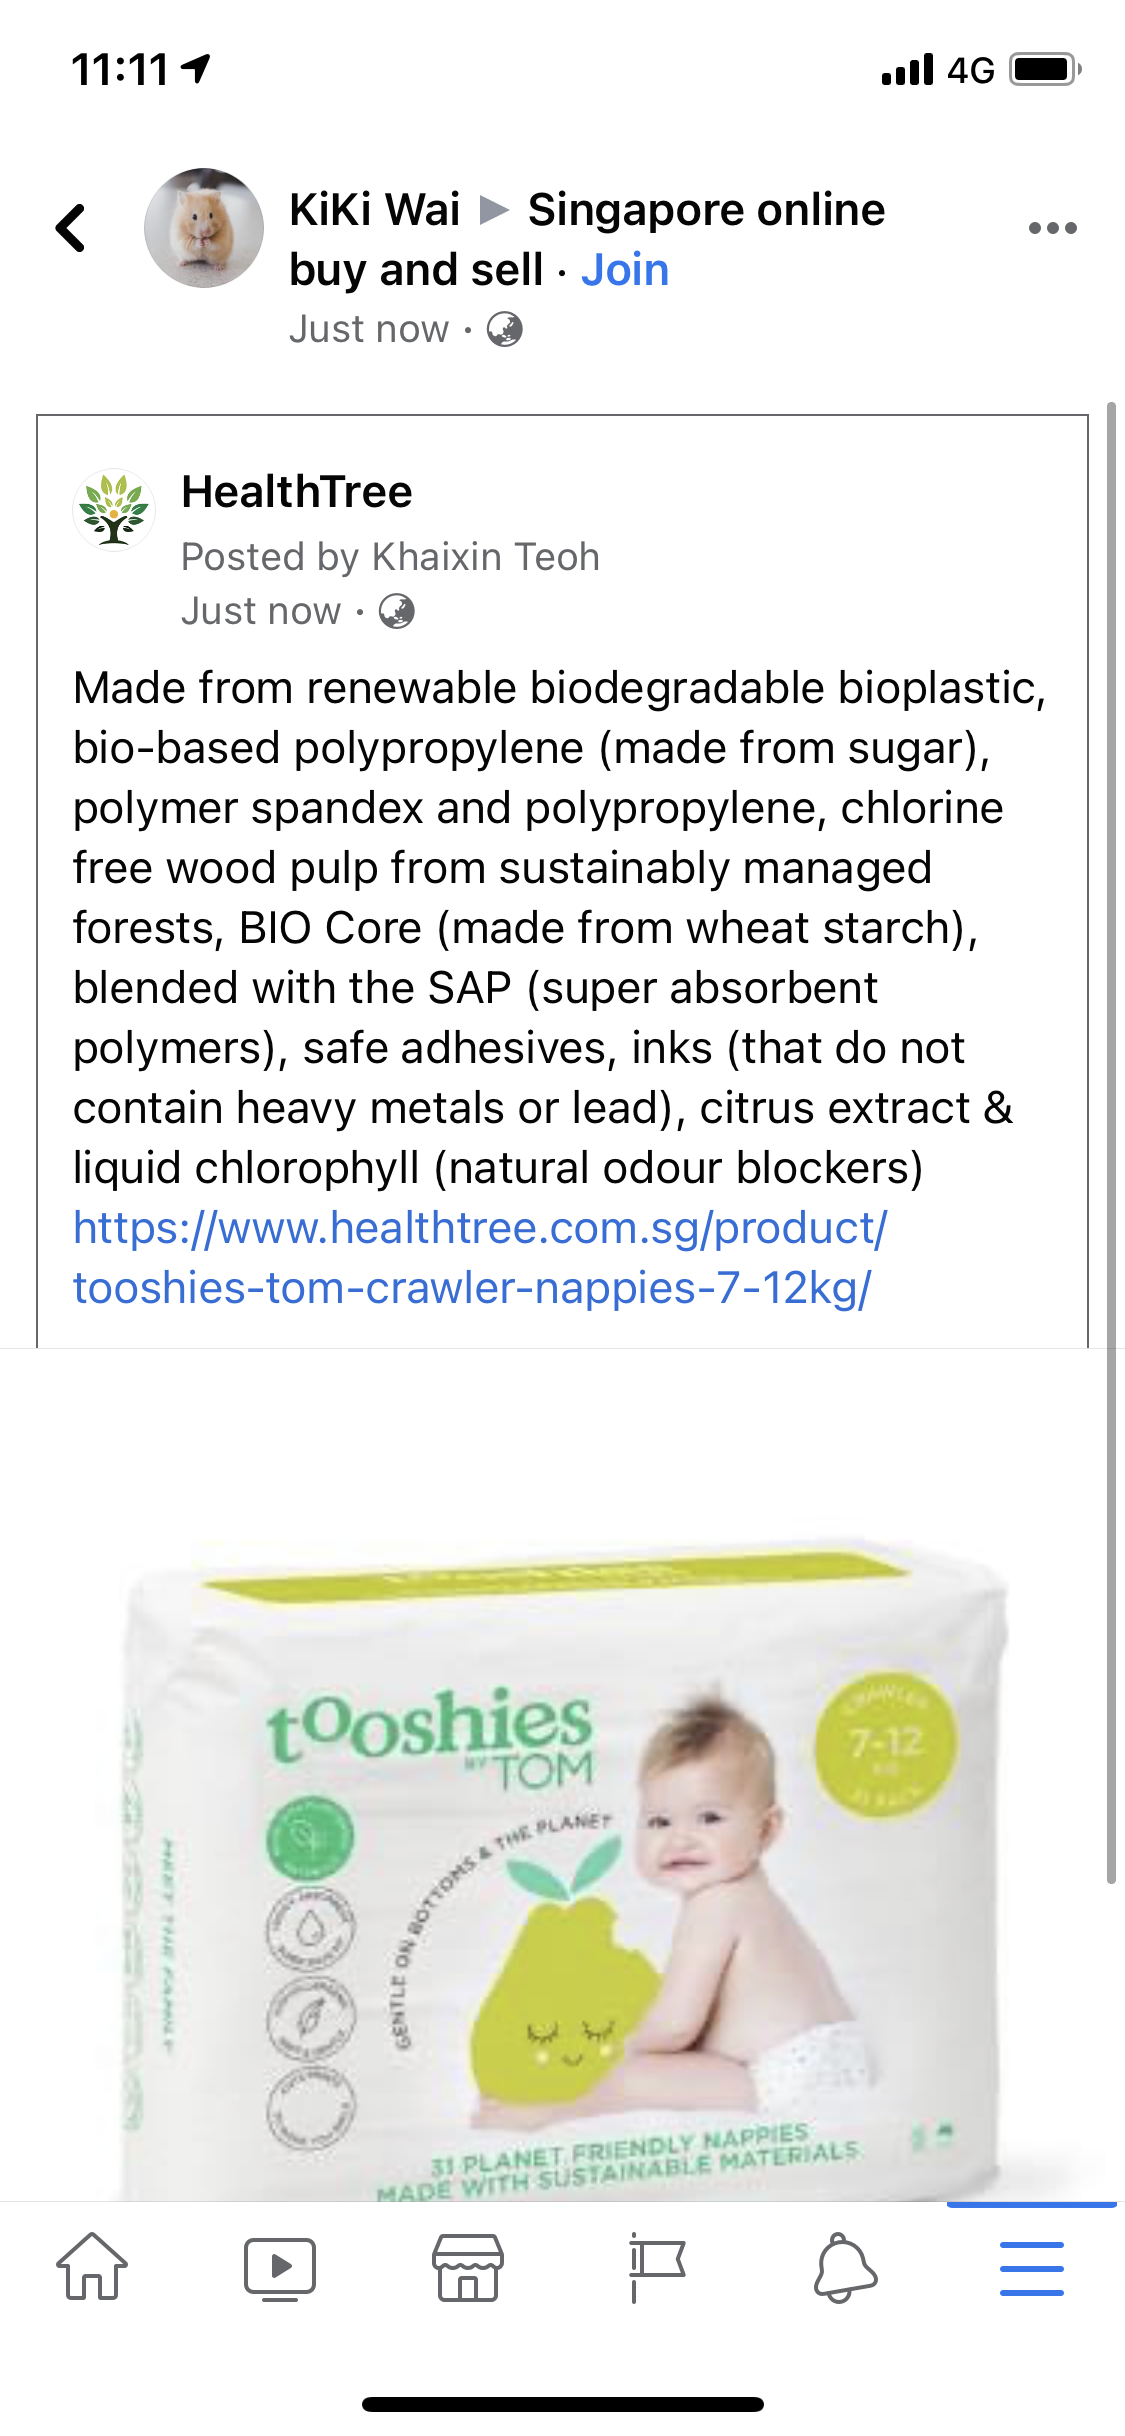 11:11
4G
KiKi Wai ▶ Singapore online
buy and sell · Join
Just now ·
HealthTree
Posted by Khaixin Teoh
Just now ·
Made from renewable biodegradable bioplastic,
bio-based polypropylene (made from sugar),
polymer spandex and polypropylene, chlorine
free wood pulp from sustainably managed
forests, BIO Core (made from wheat starch),
blended with the SAP (super absorbent
polymers), safe adhesives, inks (that do not
contain heavy metals or lead), citrus extract &
liquid chlorophyll (natural odour blockers)
https://www.healthtree.com.sg/product/
tooshies-tom-crawler-nappies-7-12kg/
tooshies
BY TOM
CRAWLER
7-12
KG
31 PACK
GENTLE ON BOTTOMS & THE PLANET
MEET THE FAMILY
31 PLANET FRIENDLY NAPPIES
MADE WITH SUSTAINABLE MATERIALS